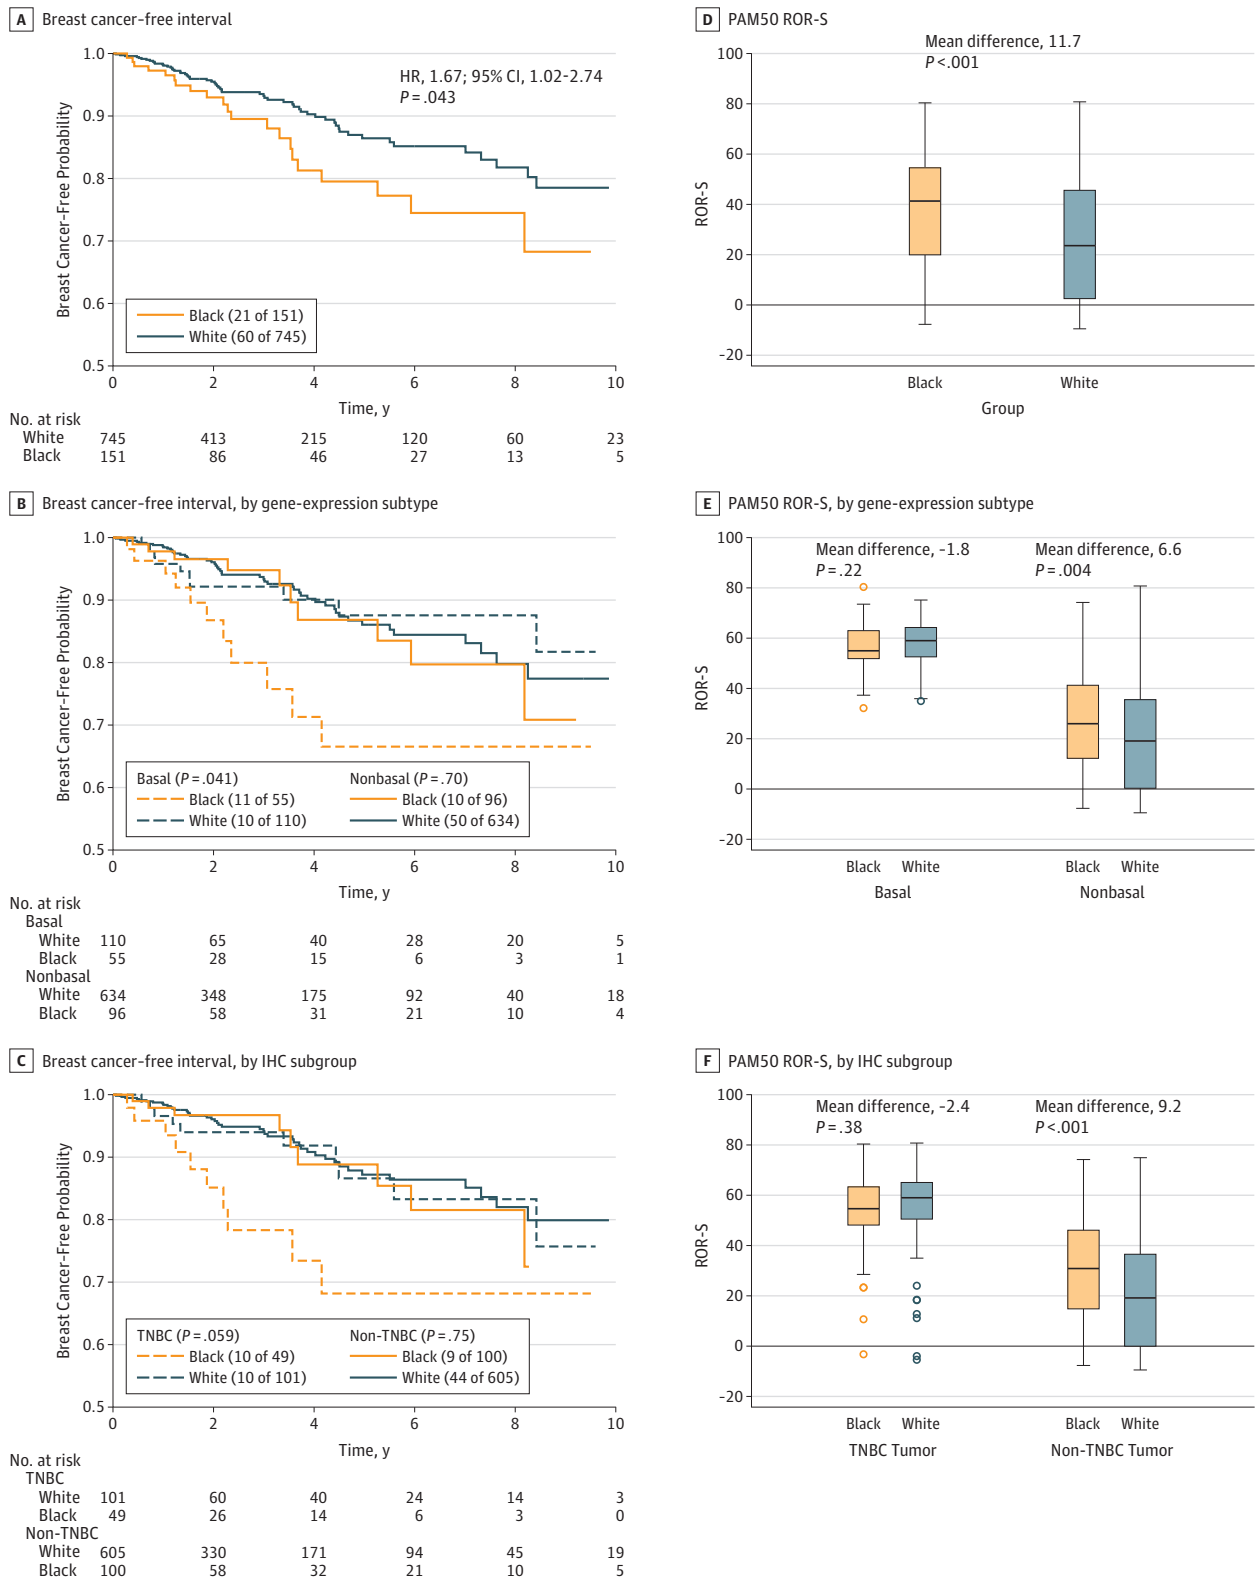 A Breast cancer-free interval
1.0
0.9
0.8
0.7
0.6
0.5
Breast Cancer-Free Probability
HR, 1.67; 95% CI, 1.02-2.74
P = .043
Black (21 of 151)
White (60 of 745)
0 2 4 6 8 10
Time, y
No. at risk
White 745 413 215 120 60 23
Black 151 86 46 27 13 5
D PAM50 ROR-S
Mean difference, 11.7
P <.001
100
80
60
40
20
0
-20
ROR-S
Black White
Group
B Breast cancer-free interval, by gene-expression subtype
1.0
0.9
0.8
0.7
0.6
0.5
Breast Cancer-Free Probability
Basal (P = .041) Nonbasal (P = .70)
Black (11 of 55) Black (10 of 96)
White (10 of 110) White (50 of 634)
0 2 4 6 8 10
Time, y
No. at risk
Basal
White 110 65 40 28 20 5
Black 55 28 15 6 3 1
Nonbasal
White 634 348 175 92 40 18
Black 96 58 31 21 10 4
E PAM50 ROR-S, by gene-expression subtype
Mean difference, -1.8 Mean difference, 6.6
P = .22 P = .004
100
80
60
40
20
0
-20
ROR-S
Black White Black White
Basal Nonbasal
C Breast cancer-free interval, by IHC subgroup
1.0
0.9
0.8
0.7
0.6
0.5
Breast Cancer-Free Probability
TNBC (P = .059) Non-TNBC (P = .75)
Black (10 of 49) Black (9 of 100)
White (10 of 101) White (44 of 605)
0 2 4 6 8 10
Time, y
No. at risk
TNBC
White 101 60 40 24 14 3
Black 49 26 14 6 3 0
Non-TNBC
White 605 330 171 94 45 19
Black 100 58 32 21 10 5
F PAM50 ROR-S, by IHC subgroup
Mean difference, -2.4 Mean difference, 9.2
P = .38 P <.001
100
80
60
40
20
0
-20
ROR-S
Black White Black White
TNBC Tumor Non-TNBC Tumor